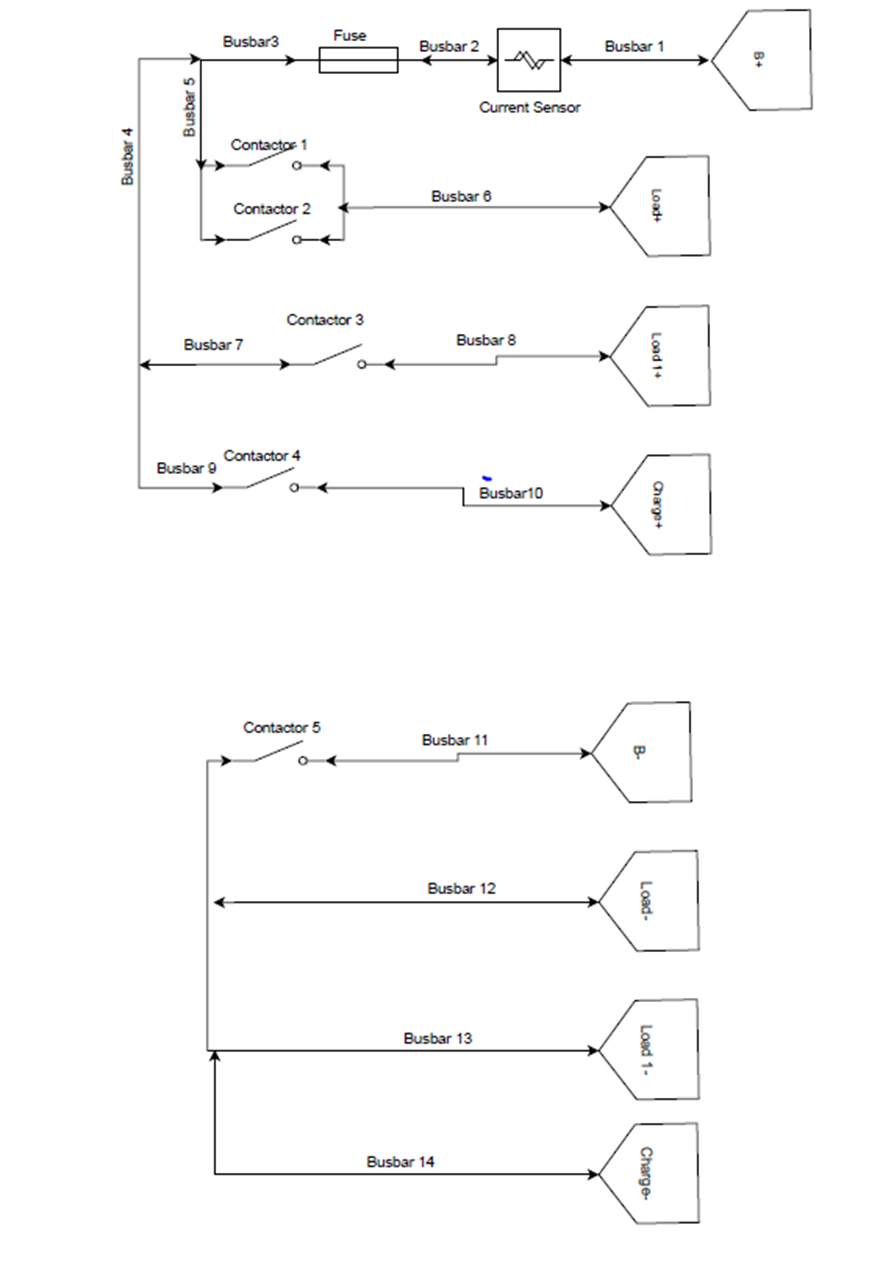 Busbar3
Fuse
Busbar 2
Busbar 1
B+
Current Sensor
Busbar 5
Busbar 4
Contactor 1
Contactor 2
Busbar 6
Load+
Contactor 3
Busbar 7
Busbar 8
Load 1+
Contactor 4
Busbar 9
Busbar10
Charge+
Contactor 5
Busbar 11
B-
Busbar 12
Load-
Busbar 13
Load 1-
Busbar 14
Charge-